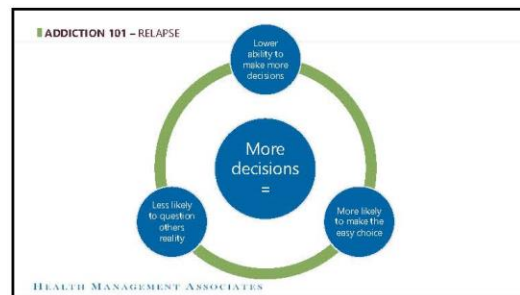 ADDICTION 101 – RELAPSE
Lower
ability to
make more
decisions
More
decisions
=
Less likely
to question
others
reality
More likely
to make the
easy choice
HEALTH MANAGEMENT ASSOCIATES